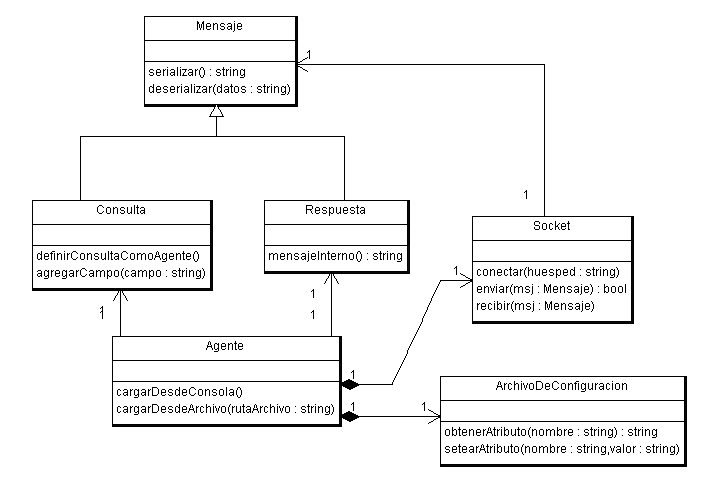 Mensaje
serializar() : string
deserializar(datos : string)
1
1
Consulta
definirConsultaComoAgente()
agregarCampo(campo : string)
Respuesta
mensajeInterno() : string
Socket
conectar(huesped : string)
enviar(msj : Mensaje) : bool
recibir(msj : Mensaje)
1
1
1
1
1
Agente
cargarDesdeConsola()
cargarDesdeArchivo(rutaArchivo : string)
1
1
1
ArchivoDeConfiguracion
obtenerAtributo(nombre : string) : string
setearAtributo(nombre : string,valor : string)